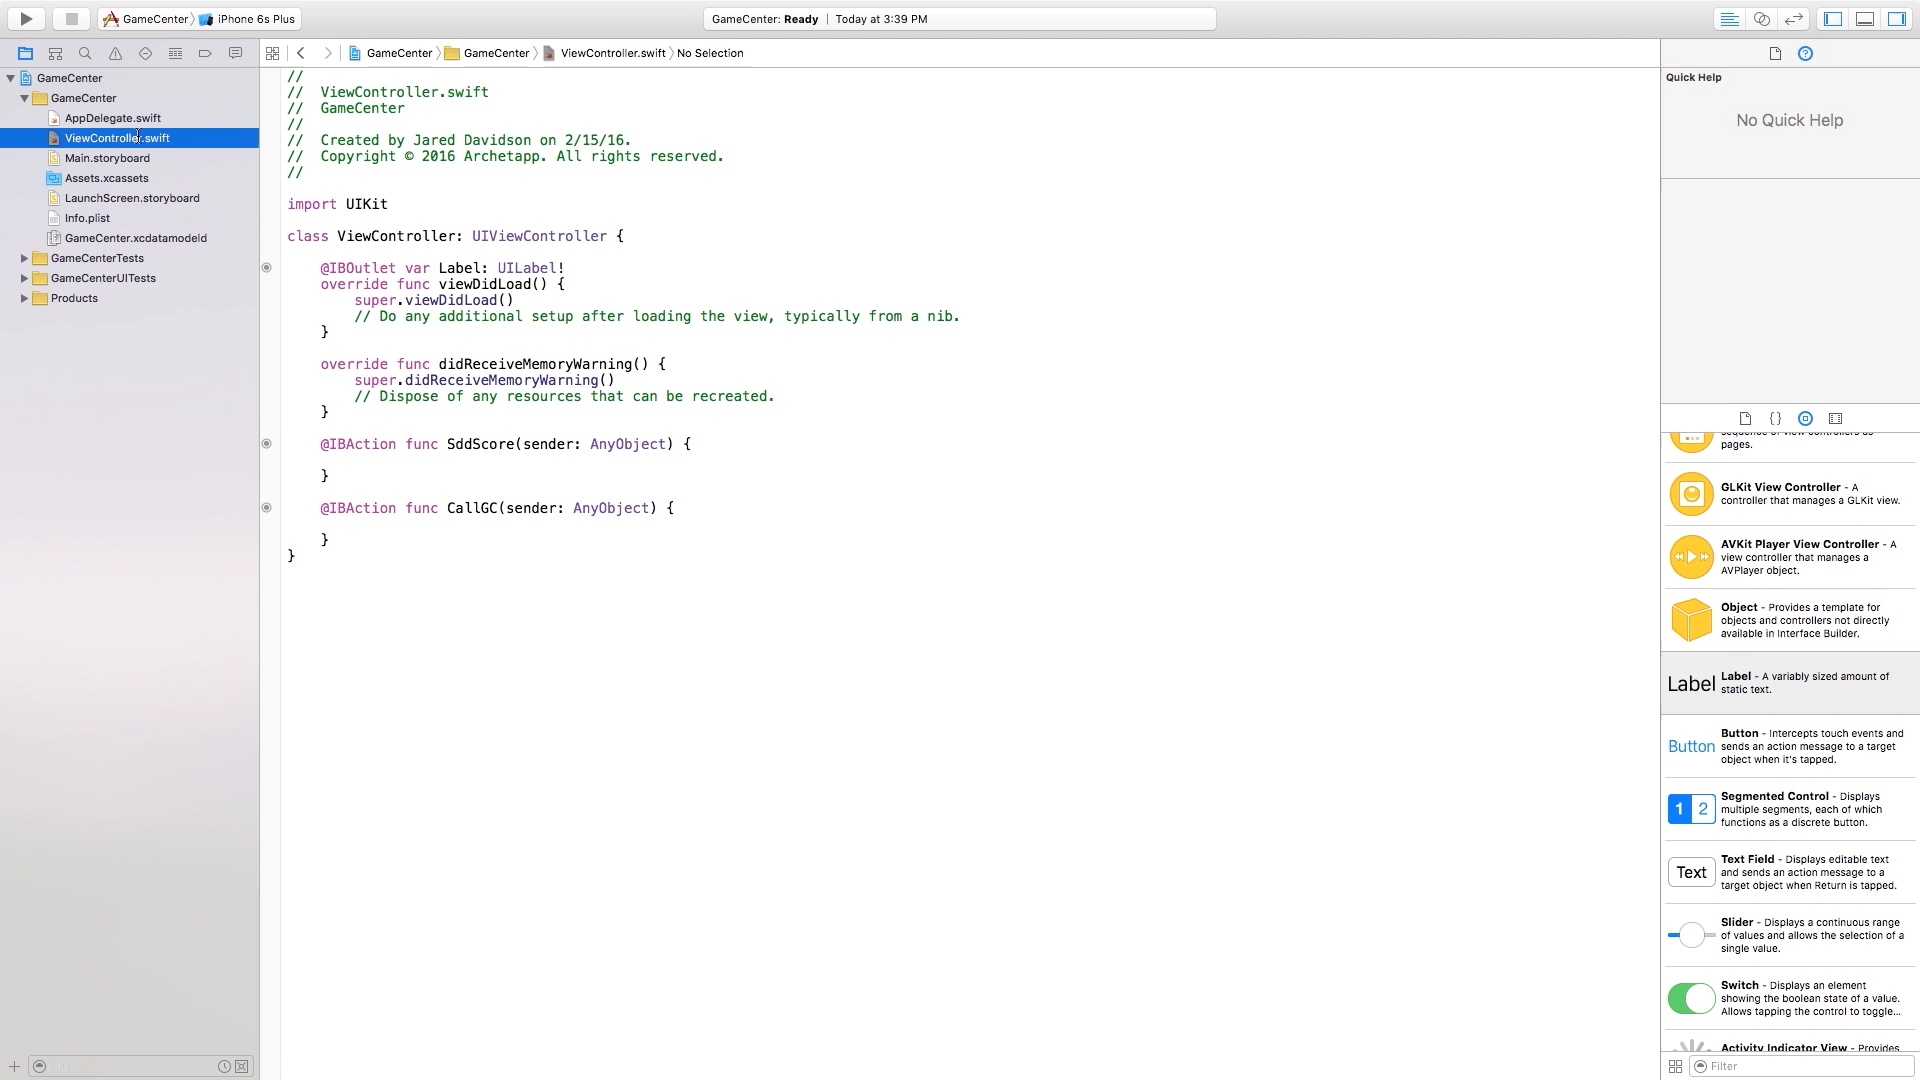 GameCenter iPhone 6s Plus
GameCenter: Ready | Today at 3:39 PM
GameCenter GameCenter ViewController.swift No Selection
GameCenter
GameCenter
AppDelegate.swift
ViewController.swift
Main.storyboard
Assets.xcassets
LaunchScreen.storyboard
Info.plist
GameCenter.xcdatamodeld
GameCenterTests
GameCenterUITests
Products
//
//  ViewController.swift
//  GameCenter
//
//  Created by Jared Davidson on 2/15/16.
//  Copyright © 2016 Archetapp. All rights reserved.
//
import UIKit
class ViewController: UIViewController {
    @IBOutlet var Label: UILabel!
    override func viewDidLoad() {
        super.viewDidLoad()
        // Do any additional setup after loading the view, typically from a nib.
    }
    override func didReceiveMemoryWarning() {
        super.didReceiveMemoryWarning()
        // Dispose of any resources that can be recreated.
    }
    @IBAction func SddScore(sender: AnyObject) {
    }
    @IBAction func CallGC(sender: AnyObject) {
    }
}
Quick Help
No Quick Help
{}
pages.
GLKit View Controller - A
controller that manages a GLKit view.
AVKit Player View Controller - A
view controller that manages a
AVPlayer object.
Object - Provides a template for
objects and controllers not directly
available in Interface Builder.
Label
Label - A variably sized amount of
static text.
Button
Button - Intercepts touch events and
sends an action message to a target
object when it's tapped.
1 2
Segmented Control - Displays
multiple segments, each of which
functions as a discrete button.
Text
Text Field - Displays editable text
and sends an action message to a
target object when Return is tapped.
Slider - Displays a continuous range
of values and allows the selection of a
single value.
Switch - Displays an element
showing the boolean state of a value.
Allows tapping the control to toggle...
Activity Indicator View - Provides
Filter